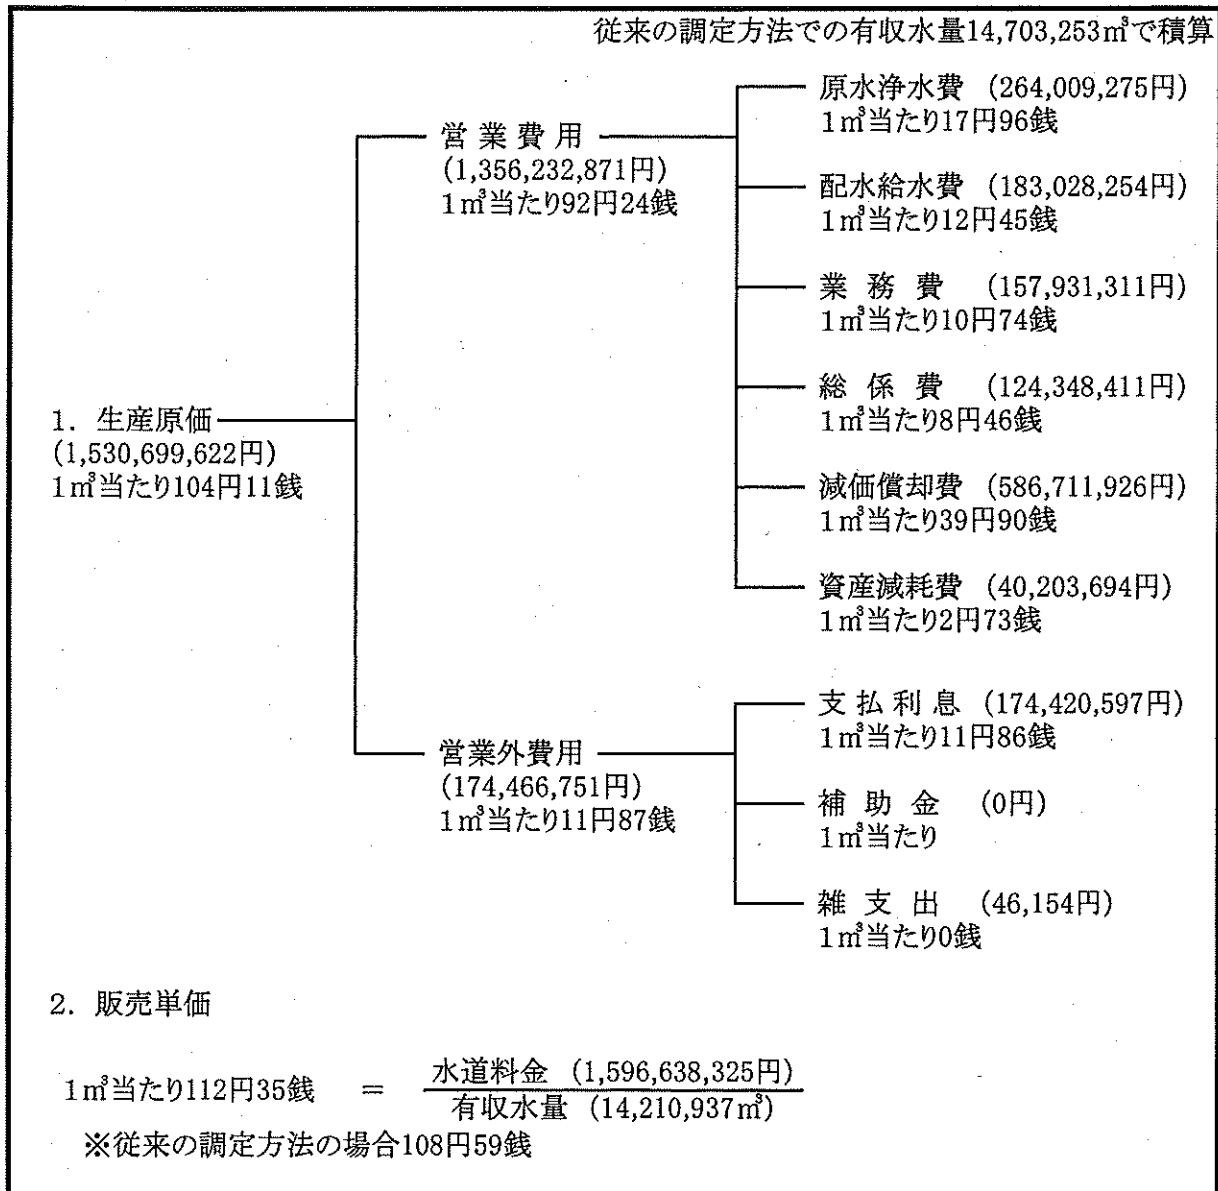 従来の調定方法での有収水量14,703,253㎥で積算
1. 生産原価
(1,530,699,622円)
1㎥当たり104円11銭
営業費用
(1,356,232,871円)
1㎥当たり92円24銭
原水浄水費 (264,009,275円)
1㎥当たり17円96銭
配水給水費 (183,028,254円)
1㎥当たり12円45銭
業務費 (157,931,311円)
1㎥当たり10円74銭
総係費 (124,348,411円)
1㎥当たり8円46銭
減価償却費 (586,711,926円)
1㎥当たり39円90銭
資産減耗費 (40,203,694円)
1㎥当たり2円73銭
営業外費用
(174,466,751円)
1㎥当たり11円87銭
支払利息 (174,420,597円)
1㎥当たり11円86銭
補助金 (0円)
1㎥当たり
雑支出 (46,154円)
1㎥当たり0銭
2. 販売単価
1㎥当たり112円35銭 = 水道料金 (1,596,638,325円)
有収水量 (14,210,937㎥)
※従来の調定方法の場合108円59銭